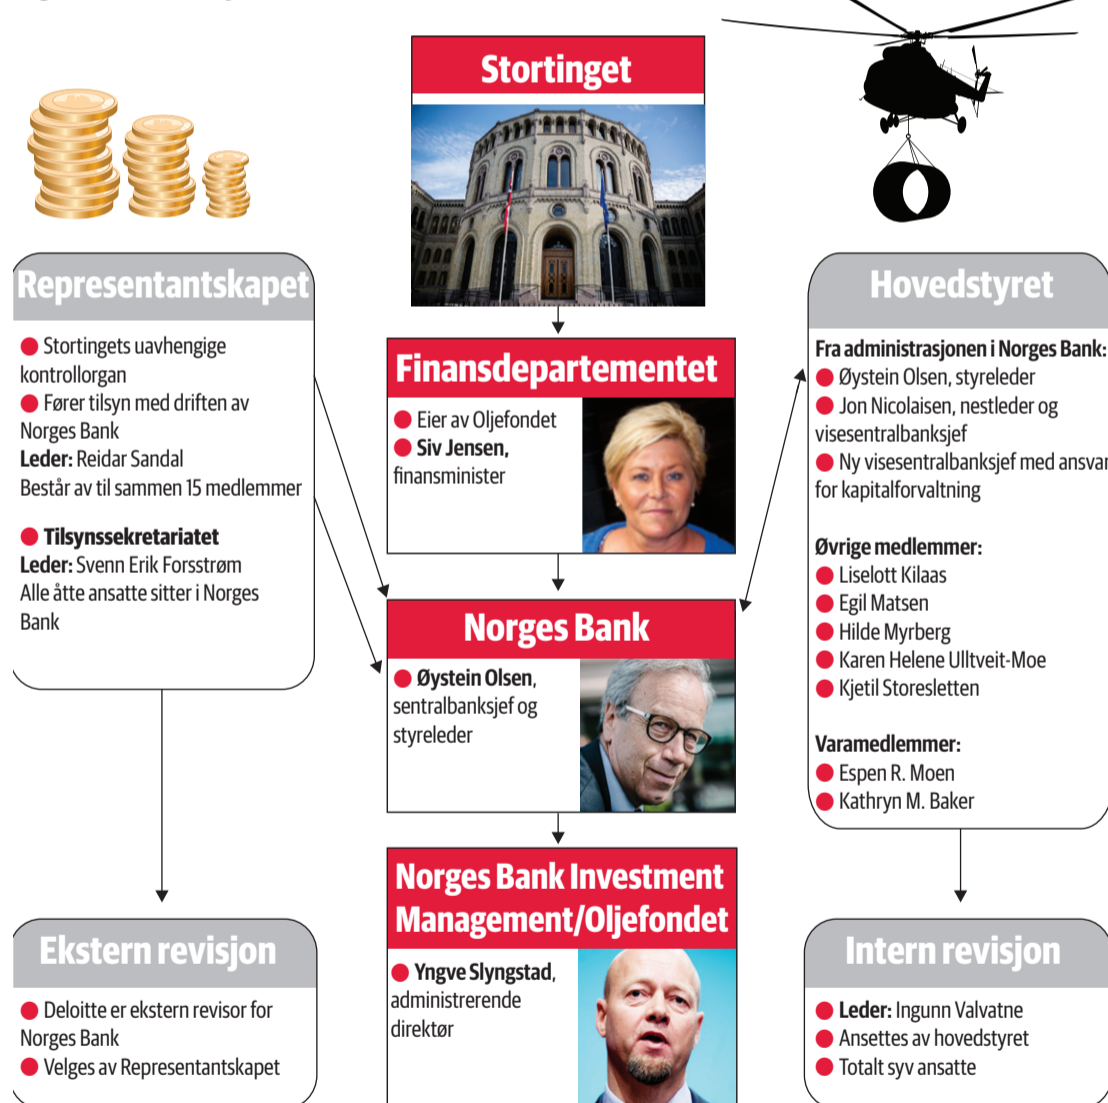 Stortinget
Representantskapet
● Stortingets uavhengige
kontrollorgan
● Fører tilsyn med driften av
Norges Bank
Leder: Reidar Sandal
Består av til sammen 15 medlemmer
● Tilsynssekretariatet
Leder: Svenn Erik Forsstrøm
Alle åtte ansatte sitter i Norges
Bank
Finansdepartementet
● Eier av Oljefondet
● Siv Jensen,
finansminister
Norges Bank
● Øystein Olsen,
sentralbanksjef og
styreleder
Hovedstyret
Fra administrasjonen i Norges Bank:
● Øystein Olsen, styreleder
● Jon Nicolaisen, nestleder og
visesentralbanksjef
● Ny visesentralbanksjef med ansvar
for kapitalforvaltning
Øvrige medlemmer:
● Liselott Kilaas
● Egil Matsen
● Hilde Myrberg
● Karen Helene Ulltveit-Moe
● Kjetil Storesletten
Varamedlemmer:
● Espen R. Moen
● Kathryn M. Baker
Ekstern revisjon
● Deloitte er ekstern revisor for
Norges Bank
● Velges av Representantskapet
Norges Bank Investment
Management/Oljefondet
● Yngve Slyngstad,
administrerende
direktør
Intern revisjon
● Leder: Ingunn Valvatne
● Ansettes av hovedstyret
● Totalt syv ansatte